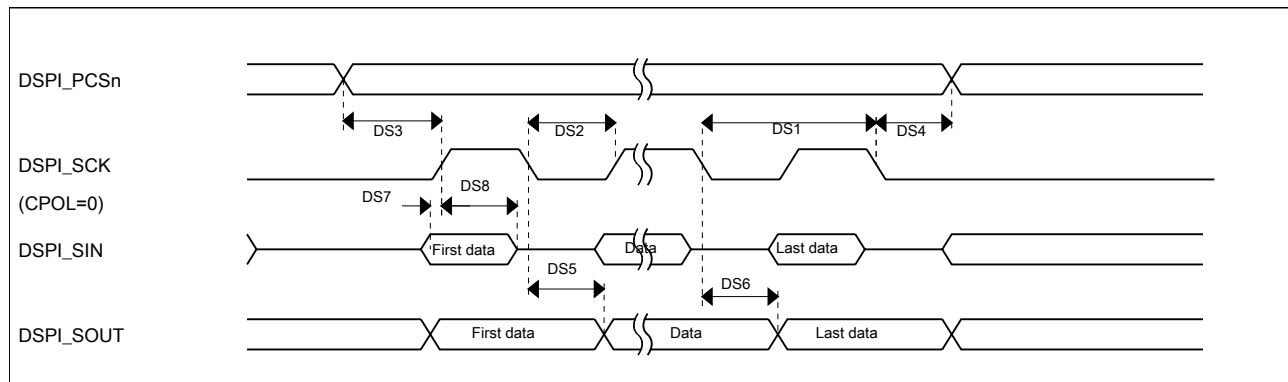 DSPI_PCSn
DS3
DS2
DS1
DS4
DSPI_SCK
(CPOL=0)
DS7
DS8
DSPI_SIN
First data
Data
Last data
DS5
DS6
DSPI_SOUT
First data
Data
Last data